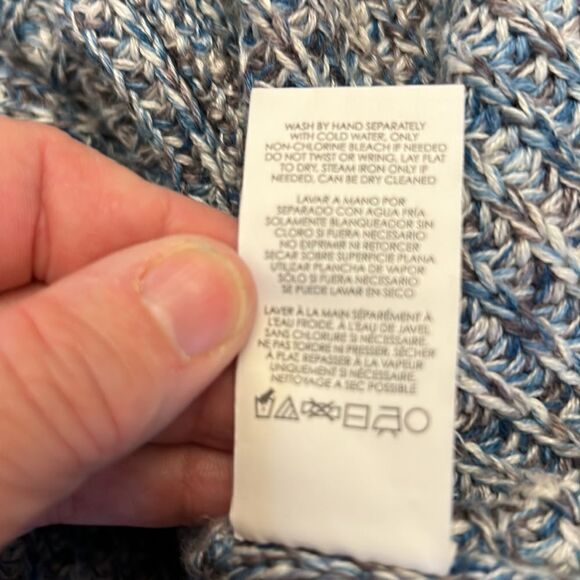 WASH BY HAND SEPARATELY
WITH COLD WATER, ONLY
NON-CHLORINE BLEACH IF NEEDED
DO NOT TWIST OR WRING, LAY FLAT
TO DRY, STEAM IRON ONLY IF
NEEDED, CAN BE DRY CLEANED
LAVAR A MANO POR
SEPARADO CON AGUA FRÍA
SOLAMENTE BLANQUEADOR SIN
CLORO SI FUERA NECESARIO
NO EXPRIMIR NI RETORCER
SECAR SOBRE SUPERFICIE PLANA
UTILIZAR PLANCHA DE VAPOR
SÓLO SI FUERA NECESARIO
SE PUEDE LAVAR EN SECO
LAVER À LA MAIN SÉPARÉMENT À
L'EAU FROIDE, À L'EAU DE JAVEL
SANS CHLORURE SI NÉCESSAIRE,
NE PAS TORDRE NI PRESSER, SÉCHER
À PLAT, REPASSER À LA VAPEUR
UNIQUEMENT SI NÉCESSAIRE,
NETTOYAGE A SEC POSSIBLE